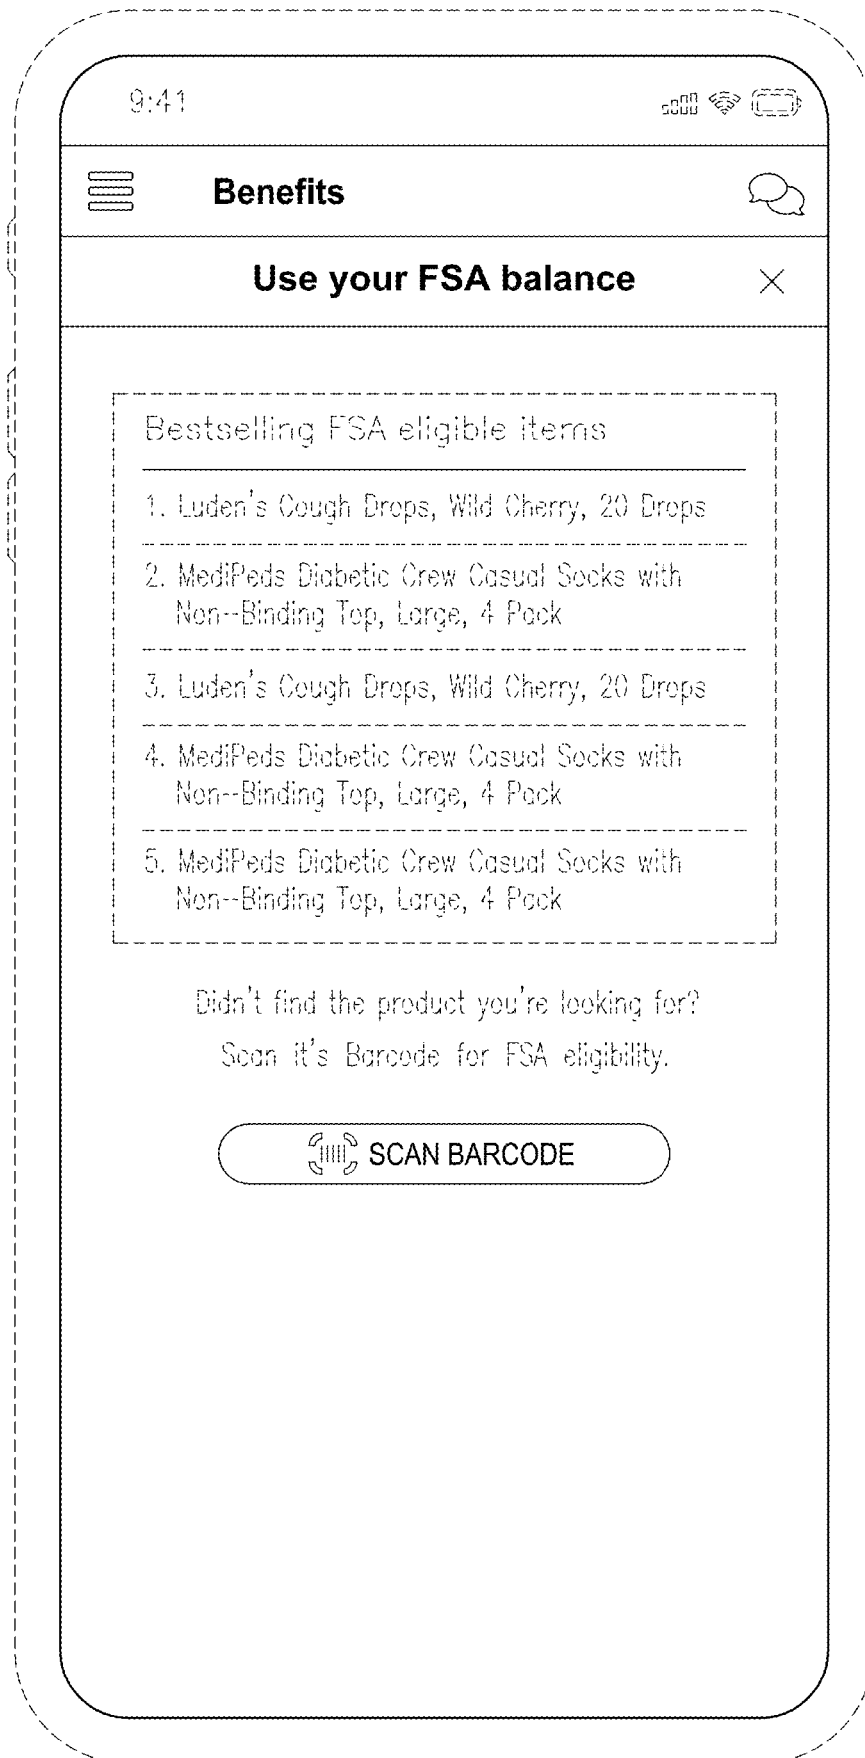 9:41
Benefits
Use your FSA balance
Bestselling FSA eligible items
1. Luden's Cough Drops, Wild Cherry, 20 Drops
2. MediPeds Diabetic Crew Casual Socks with
Non--Binding Top, Large, 4 Pack
3. Luden's Cough Drops, Wild Cherry, 20 Drops
4. MediPeds Diabetic Crew Casual Socks with
Non--Binding Top, Large, 4 Pack
5. MediPeds Diabetic Crew Casual Socks with
Non--Binding Top, Large, 4 Pack
Didn't find the product you're looking for?
Scan it's Barcode for FSA eligibility.
SCAN BARCODE